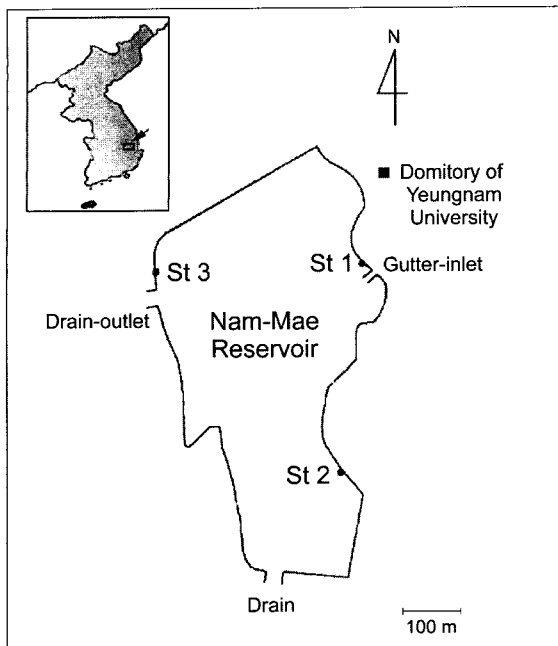 N
Domitory of
Yeungnam
University
St 1
Gutter-inlet
St 3
Drain-outlet
Nam-Mae
Reservoir
St 2
Drain
100 m